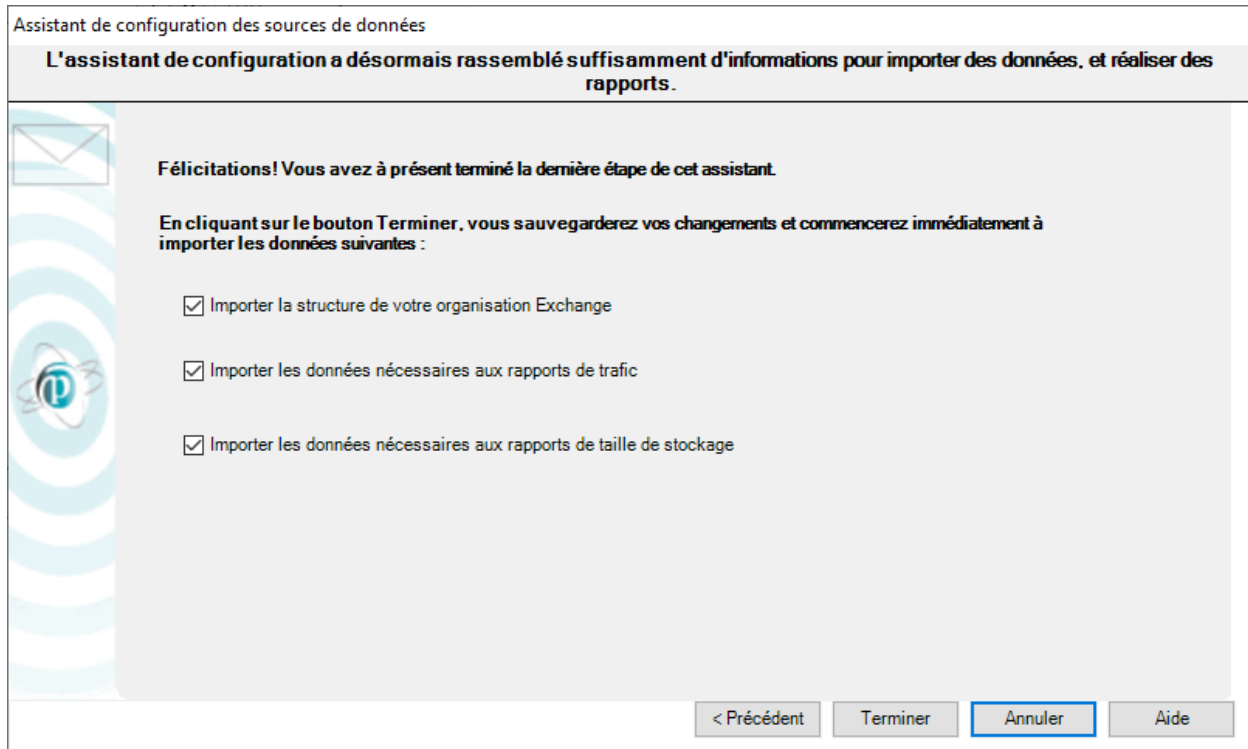 Assistant de configuration des sources de données
L'assistant de configuration a désormais rassemblé suffisamment d'informations pour importer des données, et réaliser des
rapports.
Félicitations! Vous avez à présent terminé la dernière étape de cet assistant.
En cliquant sur le bouton Terminer, vous sauvegarderez vos changements et commencerez immédiatement à
importer les données suivantes :
Importer la structure de votre organisation Exchange
Importer les données nécessaires aux rapports de trafic
Importer les données nécessaires aux rapports de taille de stockage
p
< Précédent Terminer Annuler Aide